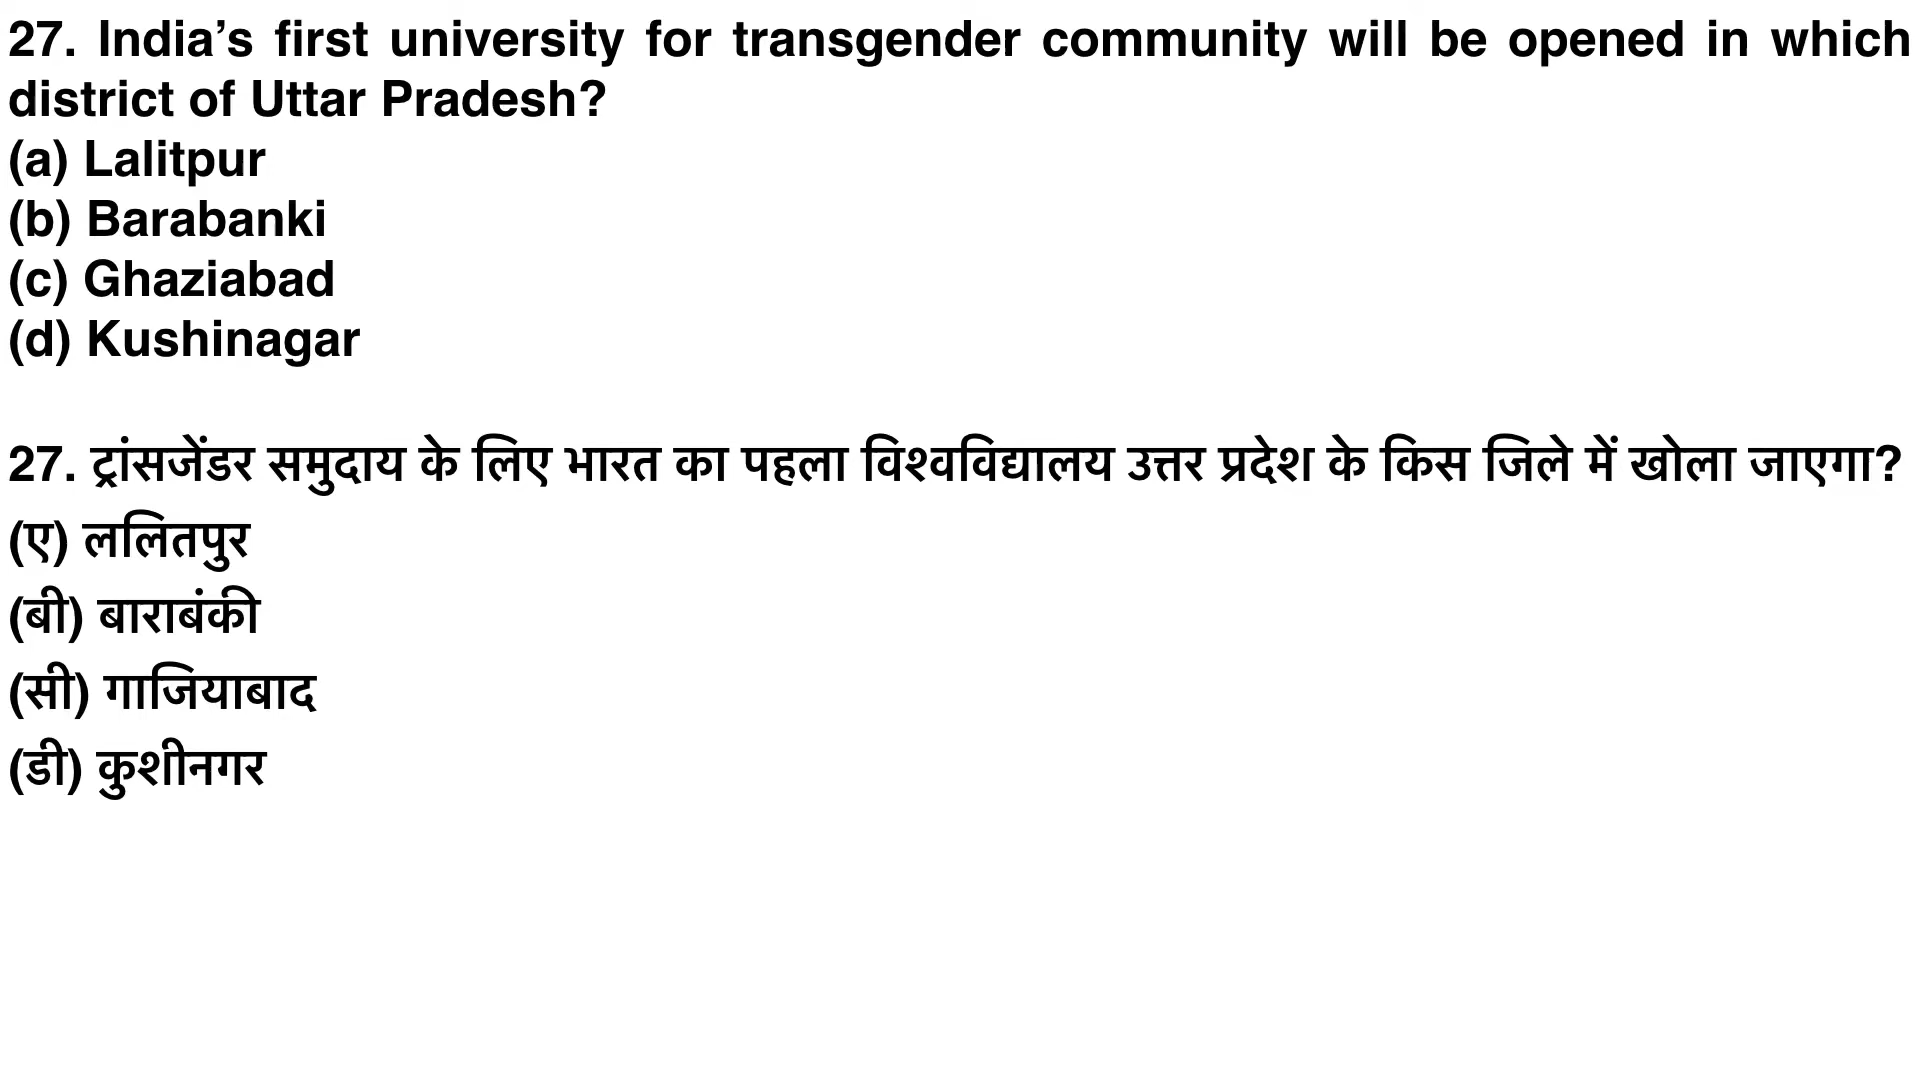 27. India’s first university for transgender community will be opened in which
district of Uttar Pradesh?
(a) Lalitpur
(b) Barabanki
(c) Ghaziabad
(d) Kushinagar
27. ट्रांसजेंडर समुदाय के लिए भारत का पहला विश्वविद्यालय उत्तर प्रदेश के किस जिले में खोला जाएगा?
(ए) ललितपुर
(बी) बाराबंकी
(सी) गाजियाबाद
(डी) कुशीनगर